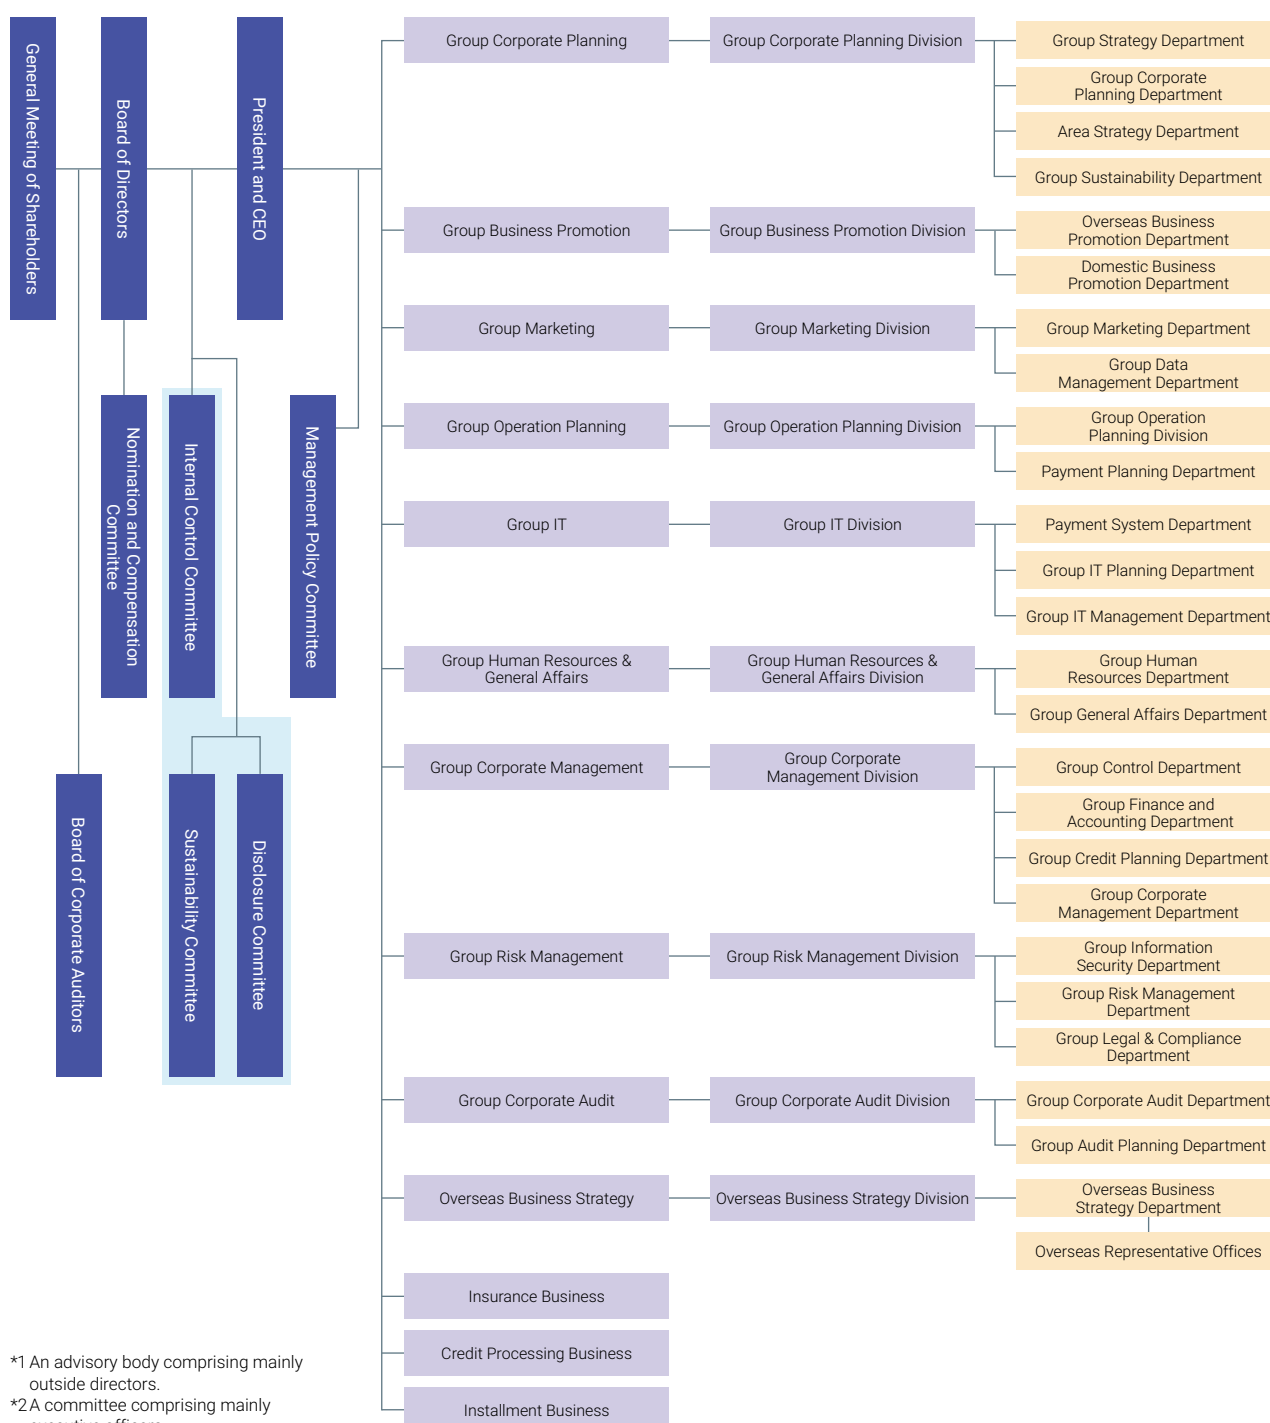 General Meeting of Shareholders
Board of Directors
President and CEO
Nomination and Compensation
Committee
Internal Control Committee
Management Policy Committee
Board of Corporate Auditors
Sustainability Committee
Disclosure Committee
Group Corporate Planning
Group Corporate Planning Division
Group Strategy Department
Group Corporate
Planning Department
Area Strategy Department
Group Sustainability Department
Group Business Promotion
Group Business Promotion Division
Overseas Business
Promotion Department
Domestic Business
Promotion Department
Group Marketing
Group Marketing Division
Group Marketing Department
Group Data
Management Department
Group Operation Planning
Group Operation Planning Division
Group Operation
Planning Division
Payment Planning Department
Group IT
Group IT Division
Payment System Department
Group IT Planning Department
Group IT Management Department
Group Human Resources &
General Affairs
Group Human Resources &
General Affairs Division
Group Human
Resources Department
Group General Affairs Department
Group Corporate Management
Group Corporate
Management Division
Group Control Department
Group Finance and
Accounting Department
Group Credit Planning Department
Group Corporate
Management Department
Group Risk Management
Group Risk Management Division
Group Information
Security Department
Group Risk Management
Department
Group Legal & Compliance
Department
Group Corporate Audit
Group Corporate Audit Division
Group Corporate Audit Department
Group Audit Planning Department
Overseas Business Strategy
Overseas Business Strategy Division
Overseas Business
Strategy Department
Overseas Representative Offices
Insurance Business
Credit Processing Business
Installment Business
*1 An advisory body comprising mainly
outside directors.
*2 A committee comprising mainly